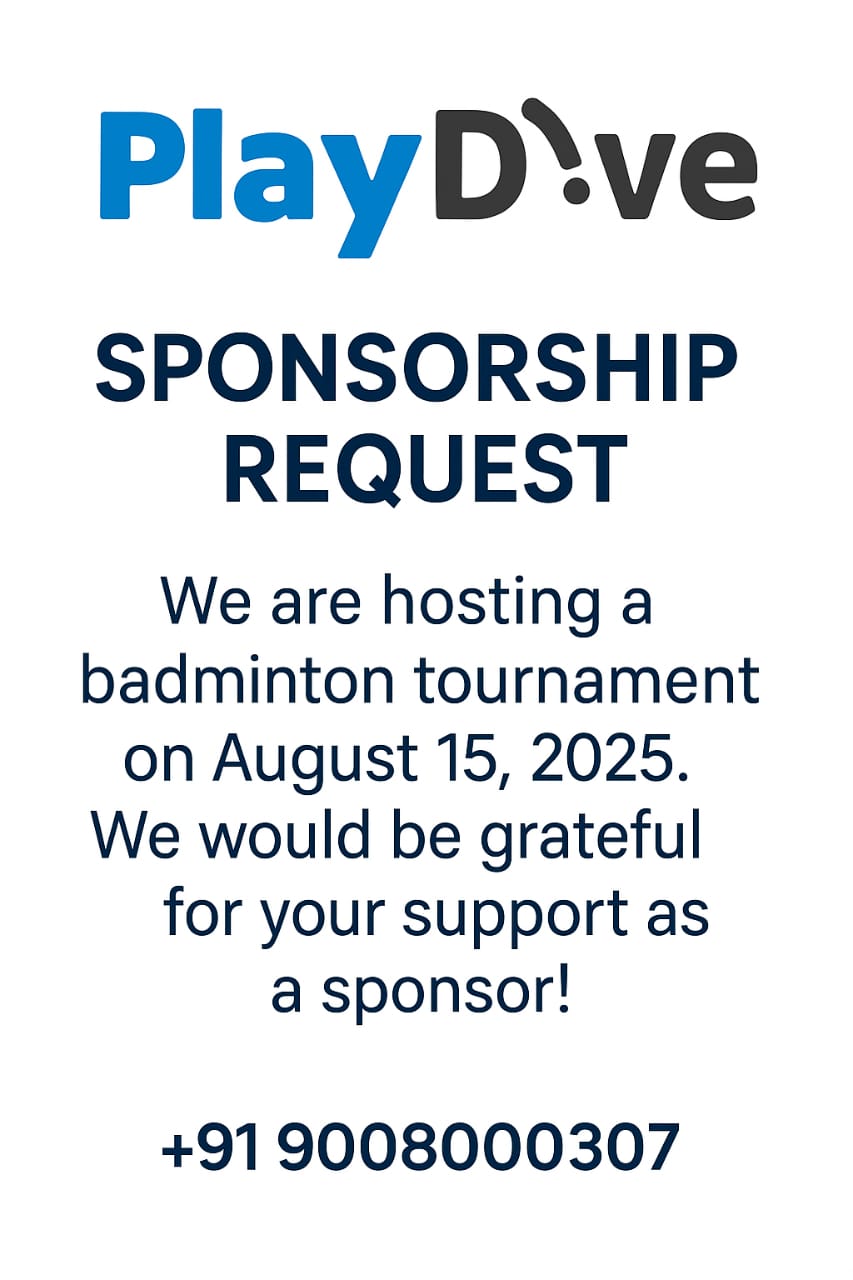 PlayDive
SPONSORSHIP
REQUEST
We are hosting a
badminton tournament
on August 15, 2025.
We would be grateful
for your support as
a sponsor!
+91 9008000307